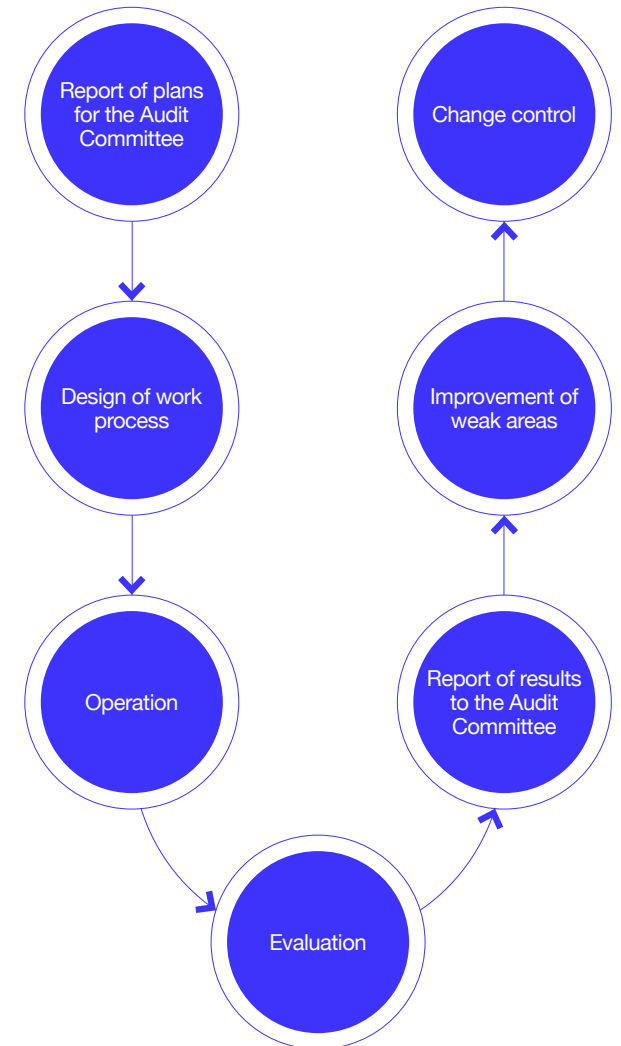 Report of plans
for the Audit
Committee
Design of work
process
Operation
Evaluation
Report of results
to the Audit
Committee
Improvement of
weak areas
Change control